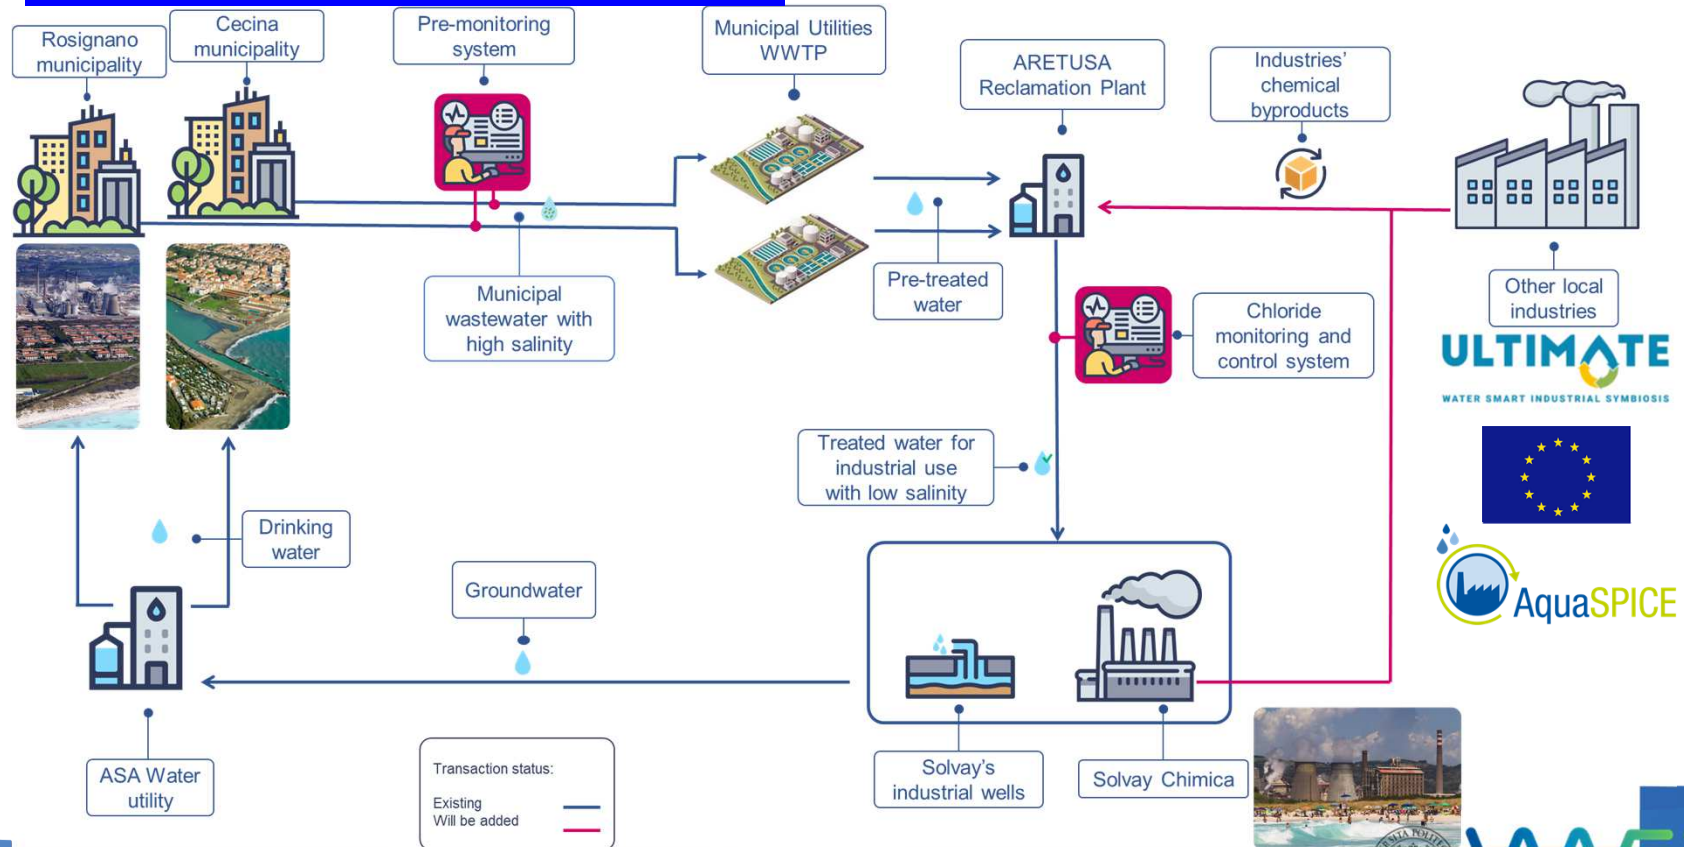 Rosignano
municipality
Cecina
municipality
Pre-monitoring
system
Municipal Utilities
WWTP
ARETUSA
Reclamation Plant
Industries'
chemical
byproducts
Municipal
wastewater with
high salinity
Pre-treated
water
Chloride
monitoring and
control system
Other local
industries
ULTIMATE
WATER SMART INDUSTRIAL SYMBIOSIS
Treated water for
industrial use
with low salinity
Drinking
water
Groundwater
AquaSPICE
ASA Water
utility
Transaction status:
Existing
Will be added
Solvay's
industrial wells
Solvay Chimica